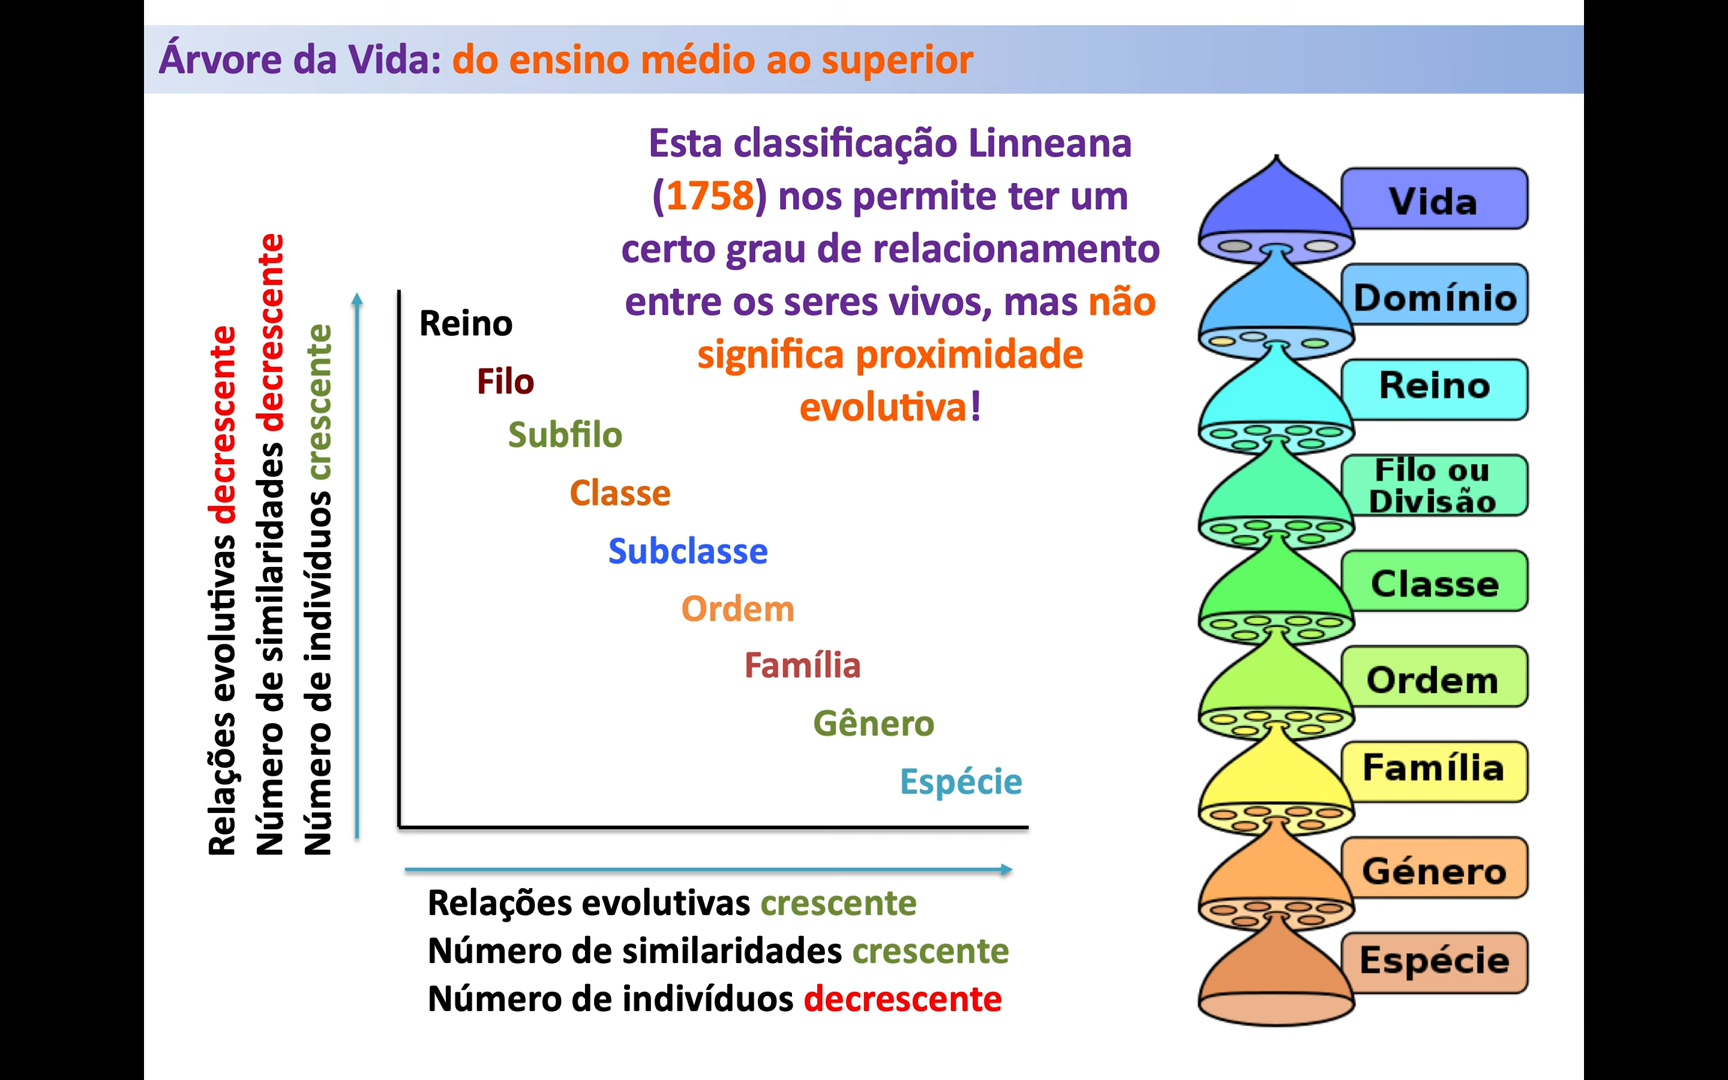 Árvore da Vida: do ensino médio ao superior
Esta classificação Linneana
(1758) nos permite ter um
certo grau de relacionamento
entre os seres vivos, mas não
significa proximidade
evolutiva!
Relações evolutivas decrescente
Número de similaridades decrescente
Número de indivíduos crescente
Reino
Filo
Subfilo
Classe
Subclasse
Ordem
Família
Gênero
Espécie
Relações evolutivas crescente
Número de similaridades crescente
Número de indivíduos decrescente
Vida
Domínio
Reino
Filo ou
Divisão
Classe
Ordem
Família
Género
Espécie